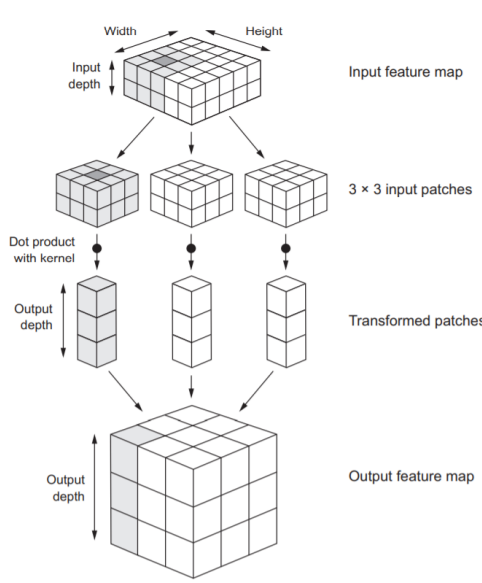 Width
Height
Input
depth
Input feature map
3 × 3 input patches
Dot product
with kernel
Output
depth
Transformed patches
Output
depth
Output feature map